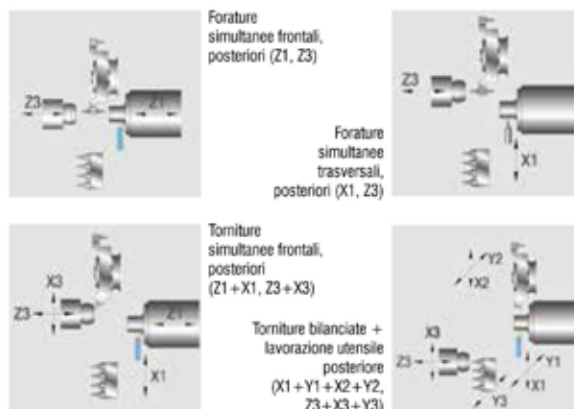 Forature
simultanee frontali,
posteriori (Z1, Z3)
Z3
Z1
Forature
simultanee
trasversali,
posteriori (X1, Z3)
Z3
X1
Torniture
simultanee frontali,
posteriori
(Z1+X1, Z3+X3)
X3
Z3
Z1
X1
Torniture bilanciate +
lavorazione utensile
posteriore
(X1+Y1+X2+Y2,
Z3+X3+Y3)
Y2
X2
X3
Z3
Y1
X1
Y3